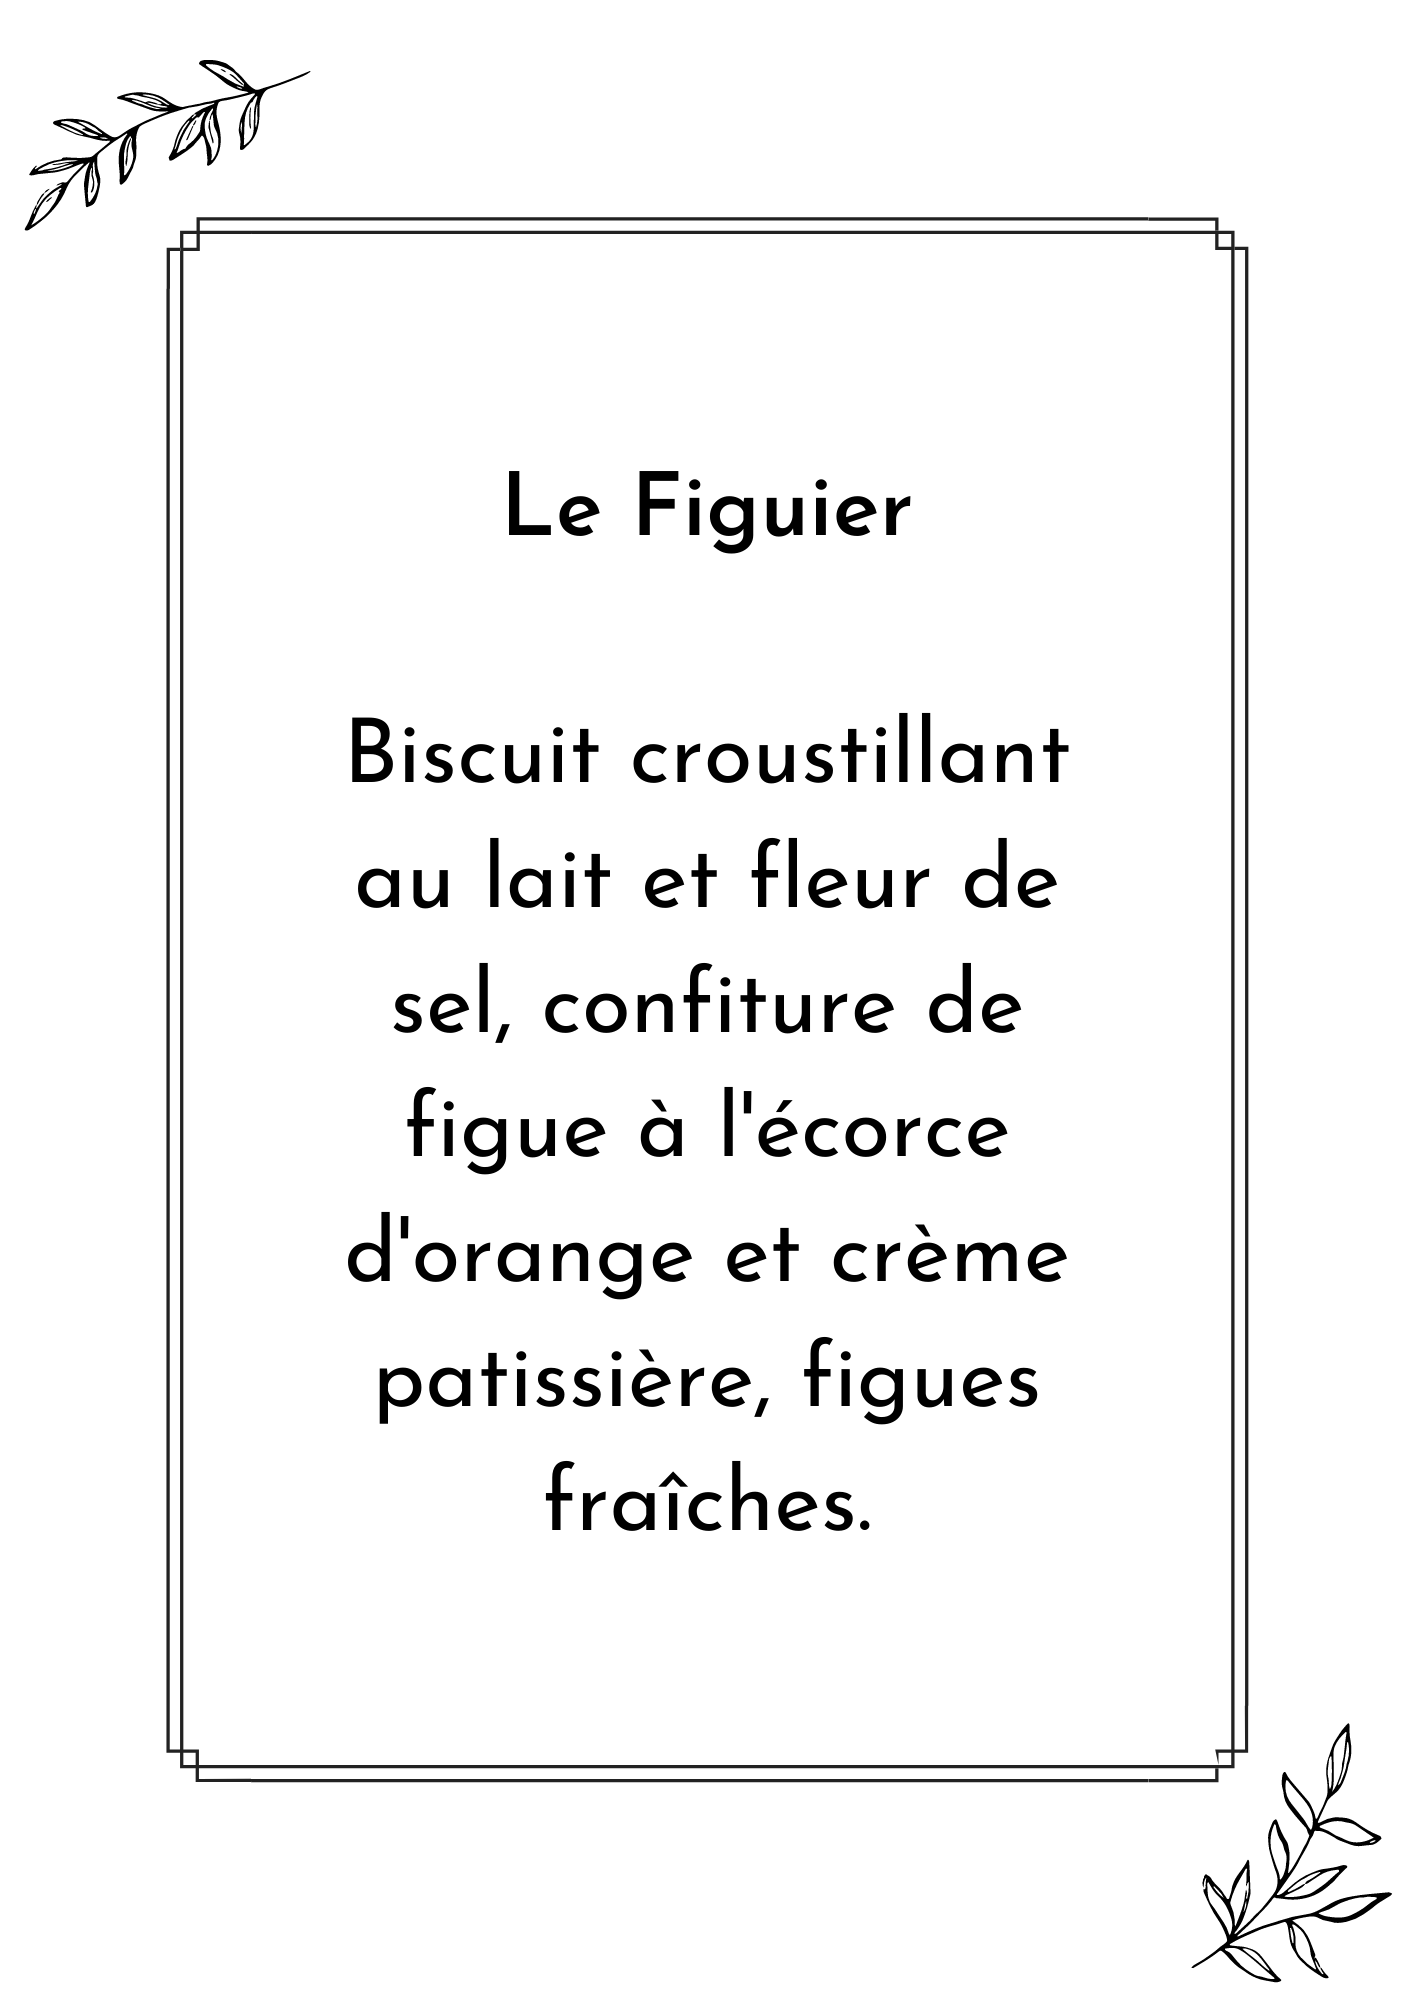 Le Figuier
Biscuit croustillant
au lait et fleur de
sel, confiture de
figue à l'écorce
d'orange et crème
patissière, figues
fraîches.